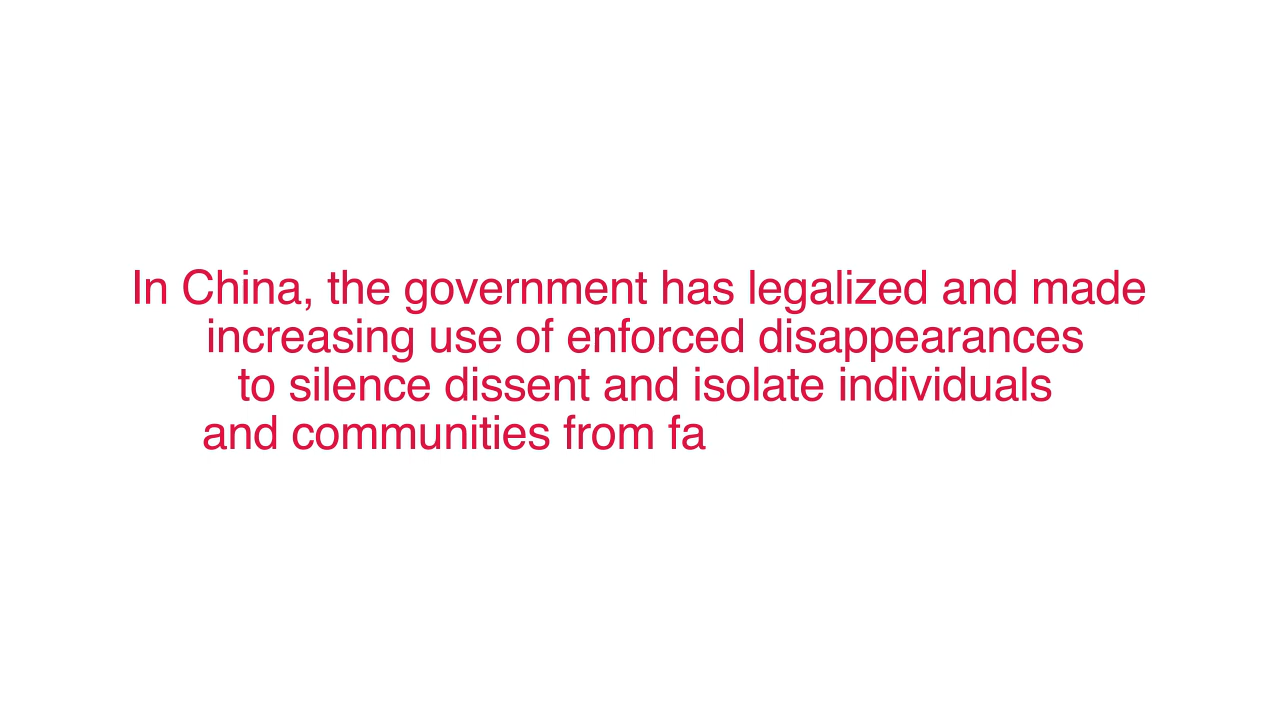 In China, the government has legalized and made
increasing use of enforced disappearances
to silence dissent and isolate individuals
and communities from fa